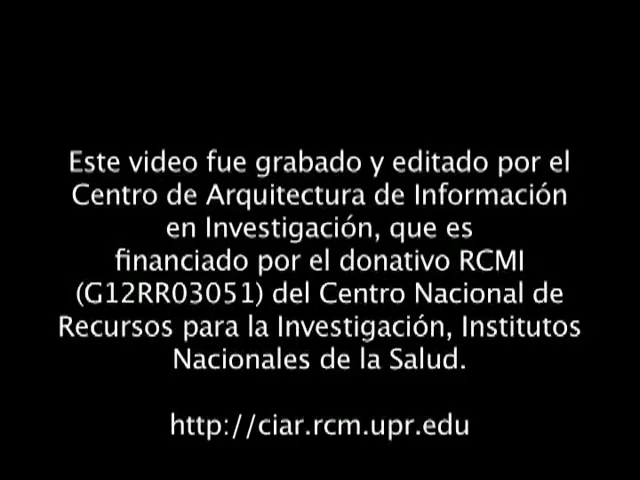 Este video fue grabado y editado por el
Centro de Arquitectura de Información
en Investigación, que es
financiado por el donativo RCMI
(G12RR03051) del Centro Nacional de
Recursos para la Investigación, Institutos
Nacionales de la Salud.
http://ciar.rcm.upr.edu